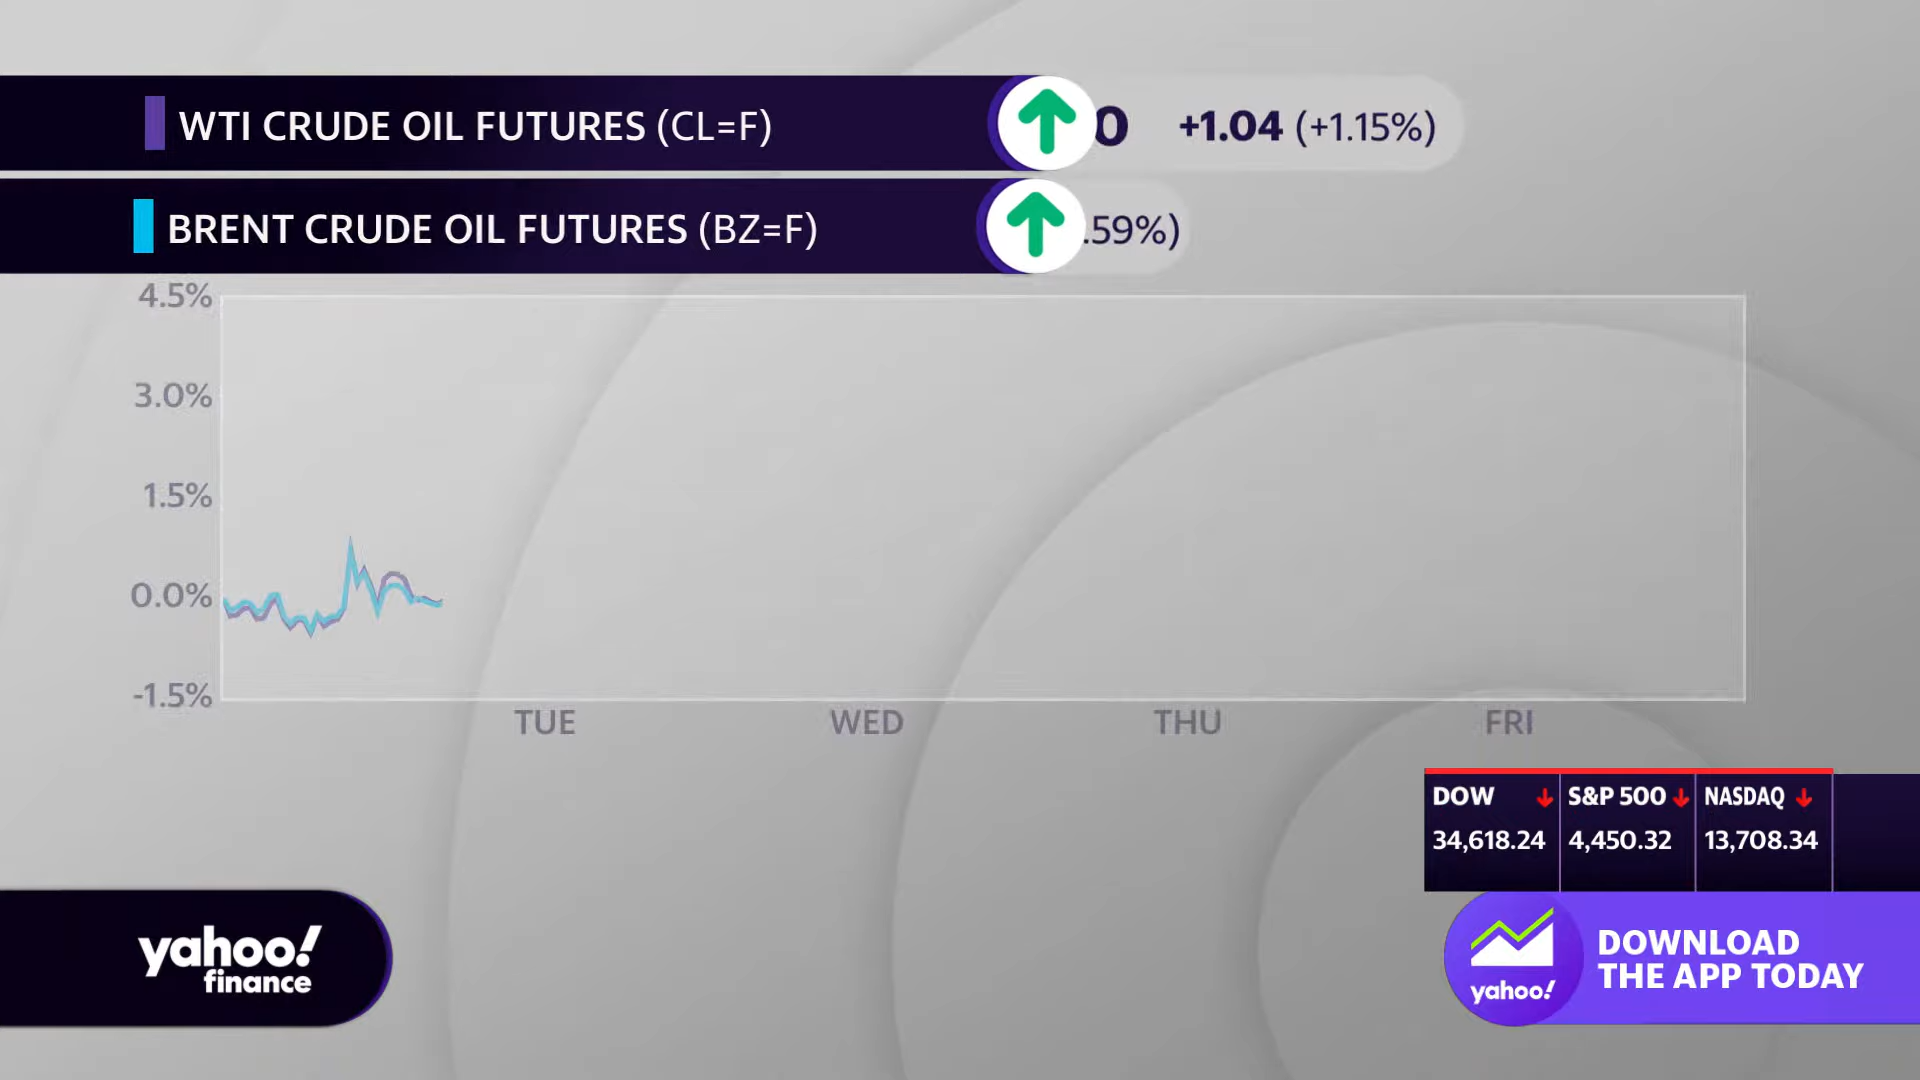 WTI CRUDE OIL FUTURES (CL=F) 0 +1.04 (+1.15%)
BRENT CRUDE OIL FUTURES (BZ=F) .59%)
4.5%
3.0%
1.5%
0.0%
-1.5%
TUE WED THU FRI
DOW S&P 500 NASDAQ
34,618.24 4,450.32 13,708.34
yahoo!
finance
yahoo!
DOWNLOAD
THE APP TODAY